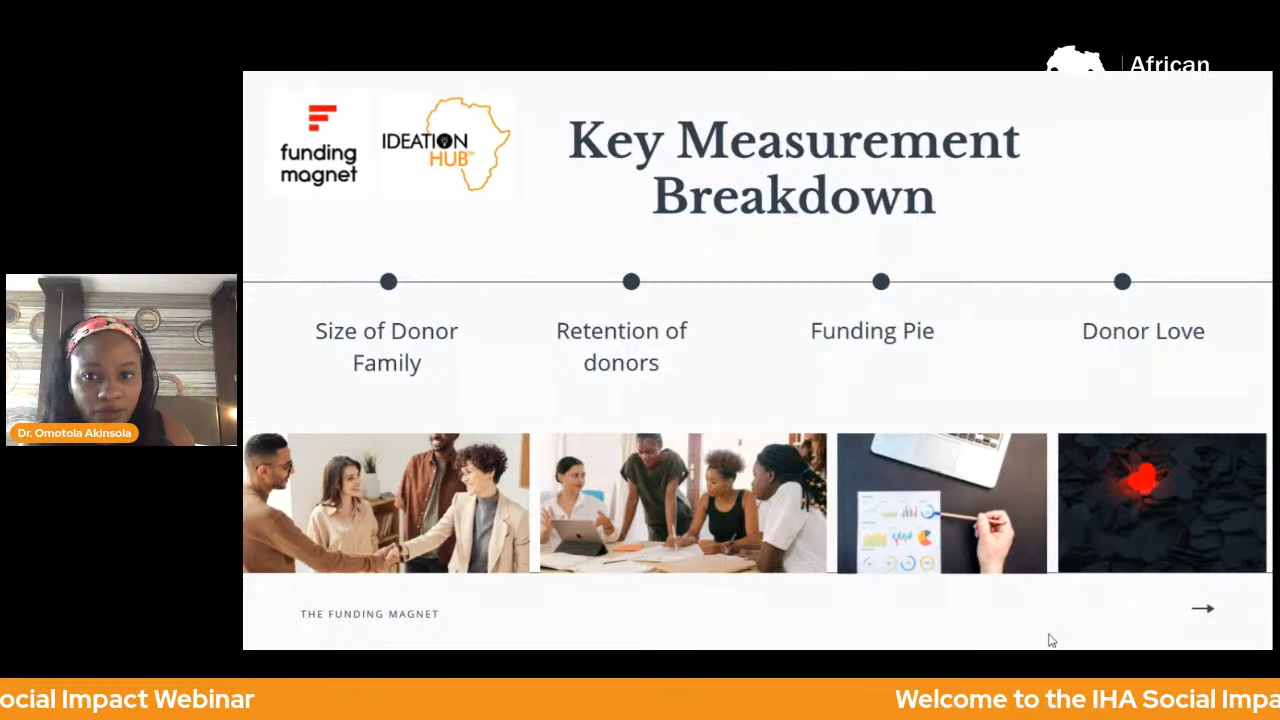 African
funding
magnet
IDEATION
HUB™
Key Measurement
Breakdown
Size of Donor
Family
Retention of
donors
Funding Pie
Donor Love
Dr. Omotola Akinsola
THE FUNDING MAGNET
ocial Impact Webinar
Welcome to the IHA Social Impa